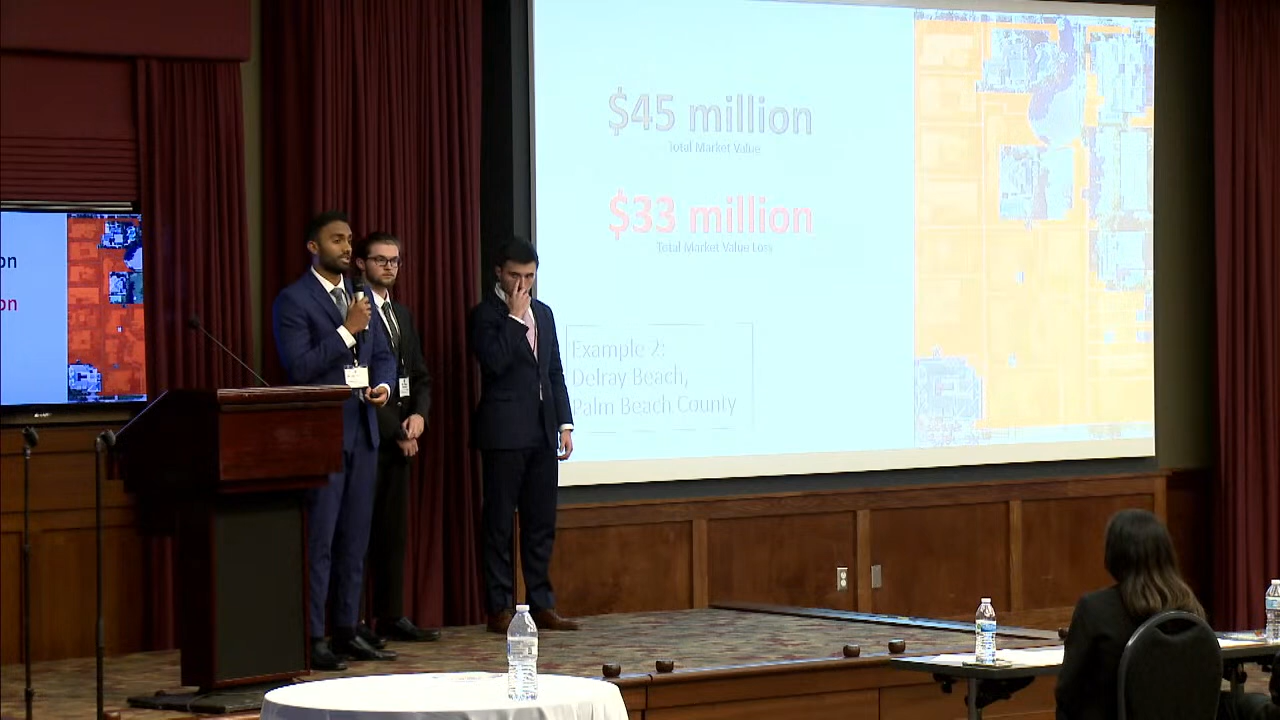 $45 million
Total Market Value
$33 million
Total Market Value Loss
Example 2:
Delray Beach,
Palm Beach County
on
on